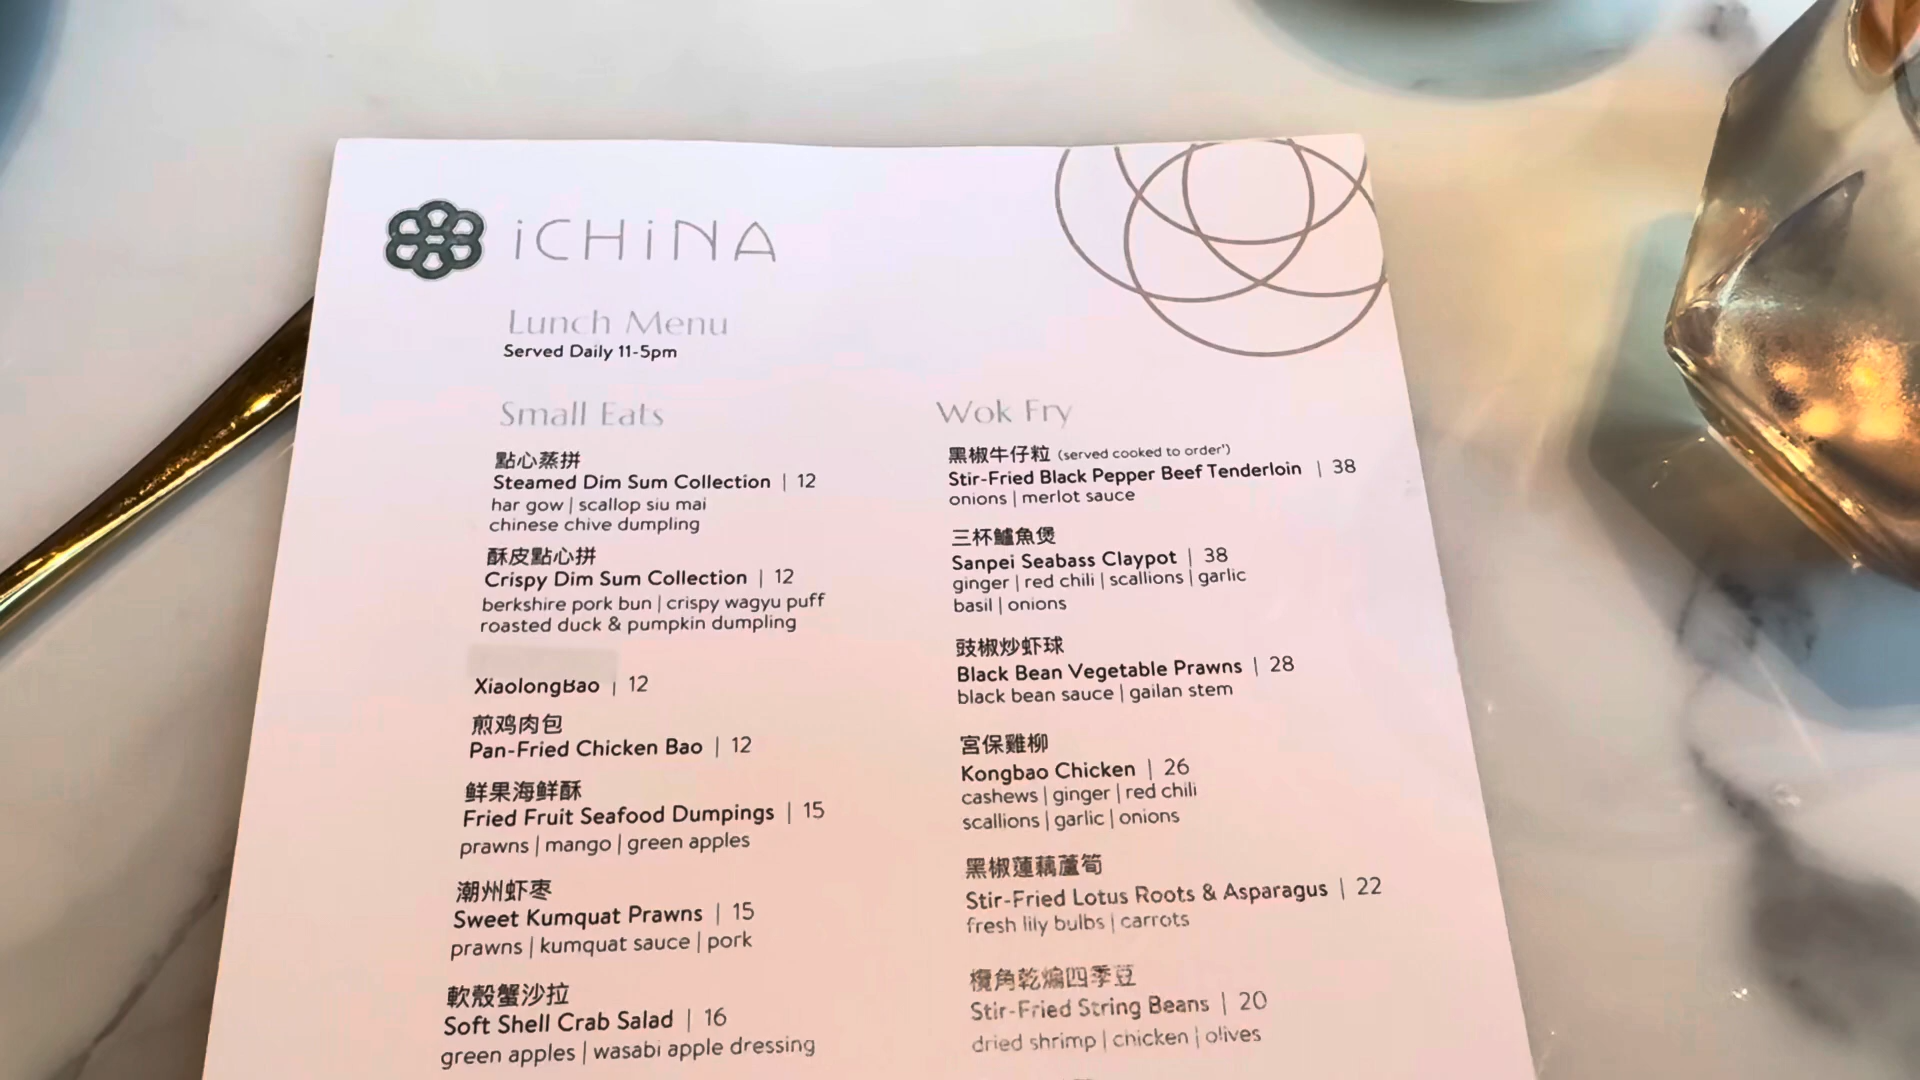 iCHiNA
Lunch Menu
Served Daily 11-5pm
Small Eats
點心蒸拼
Steamed Dim Sum Collection | 12
har gow | scallop siu mai
chinese chive dumpling
酥皮點心拼
Crispy Dim Sum Collection | 12
berkshire pork bun | crispy wagyu puff
roasted duck & pumpkin dumpling
XiaolongBao | 12
煎鸡肉包
Pan-Fried Chicken Bao | 12
鲜果海鲜酥
Fried Fruit Seafood Dumpings | 15
prawns | mango | green apples
潮州虾枣
Sweet Kumquat Prawns | 15
prawns | kumquat sauce | pork
軟殼蟹沙拉
Soft Shell Crab Salad | 16
green apples | wasabi apple dressing
Wok Fry
黑椒牛仔粒 (served cooked to order')
Stir-Fried Black Pepper Beef Tenderloin | 38
onions | merlot sauce
三杯鱸魚煲
Sanpei Seabass Claypot | 38
ginger | red chili | scallions | garlic
basil | onions
豉椒炒虾球
Black Bean Vegetable Prawns | 28
black bean sauce | gailan stem
宮保雞柳
Kongbao Chicken | 26
cashews | ginger | red chili
scallions | garlic | onions
黑椒蓮藕蘆筍
Stir-Fried Lotus Roots & Asparagus | 22
fresh lily bulbs | carrots
欖角乾煸四季豆
Stir-Fried String Beans | 20
dried shrimp | chicken | olives